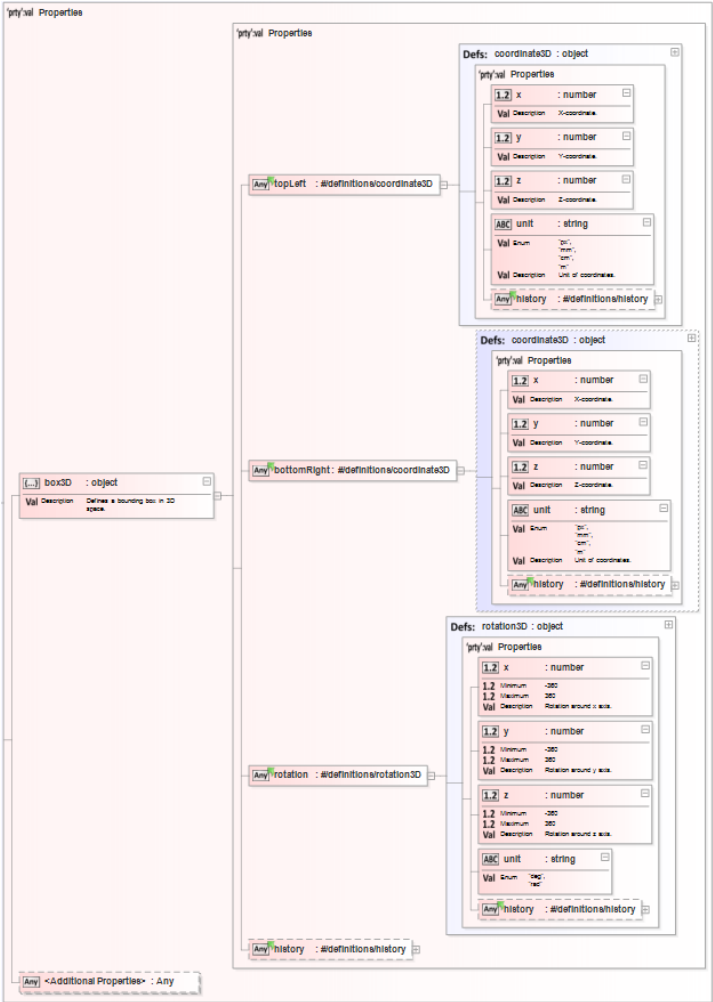 'prty':val Properties
'prty':val Properties
Defs: coordinate3D : object
'prty':val Properties
1.2 x : number
Val Description X-coordinate.
1.2 y : number
Val Description Y-coordinate.
1.2 z : number
Val Description Z-coordinate.
ABC unit : string
Val Enum "px",
"mm",
"cm",
"m"
Val Description Unit of coordinates.
Any history : #/definitions/history
Any topLeft : #/definitions/coordinate3D
Defs: coordinate3D : object
'prty':val Properties
1.2 x : number
Val Description X-coordinate.
1.2 y : number
Val Description Y-coordinate.
1.2 z : number
Val Description Z-coordinate.
ABC unit : string
Val Enum "px",
"mm",
"cm",
"m"
Val Description Unit of coordinates.
Any history : #/definitions/history
Any bottomRight : #/definitions/coordinate3D
{...} box3D : object
Val Description Defines a bounding box in 3D
space.
Defs: rotation3D : object
'prty':val Properties
1.2 x : number
1.2 Minimum -360
1.2 Maximum 360
Val Description Rotation around x axis.
1.2 y : number
1.2 Minimum -360
1.2 Maximum 360
Val Description Rotation around y axis.
1.2 z : number
1.2 Minimum -360
1.2 Maximum 360
Val Description Rotation around z axis.
ABC unit : string
Val Enum "deg",
"rad"
Any history : #/definitions/history
Any rotation : #/definitions/rotation3D
Any history : #/definitions/history
Any <Additional Properties> : Any